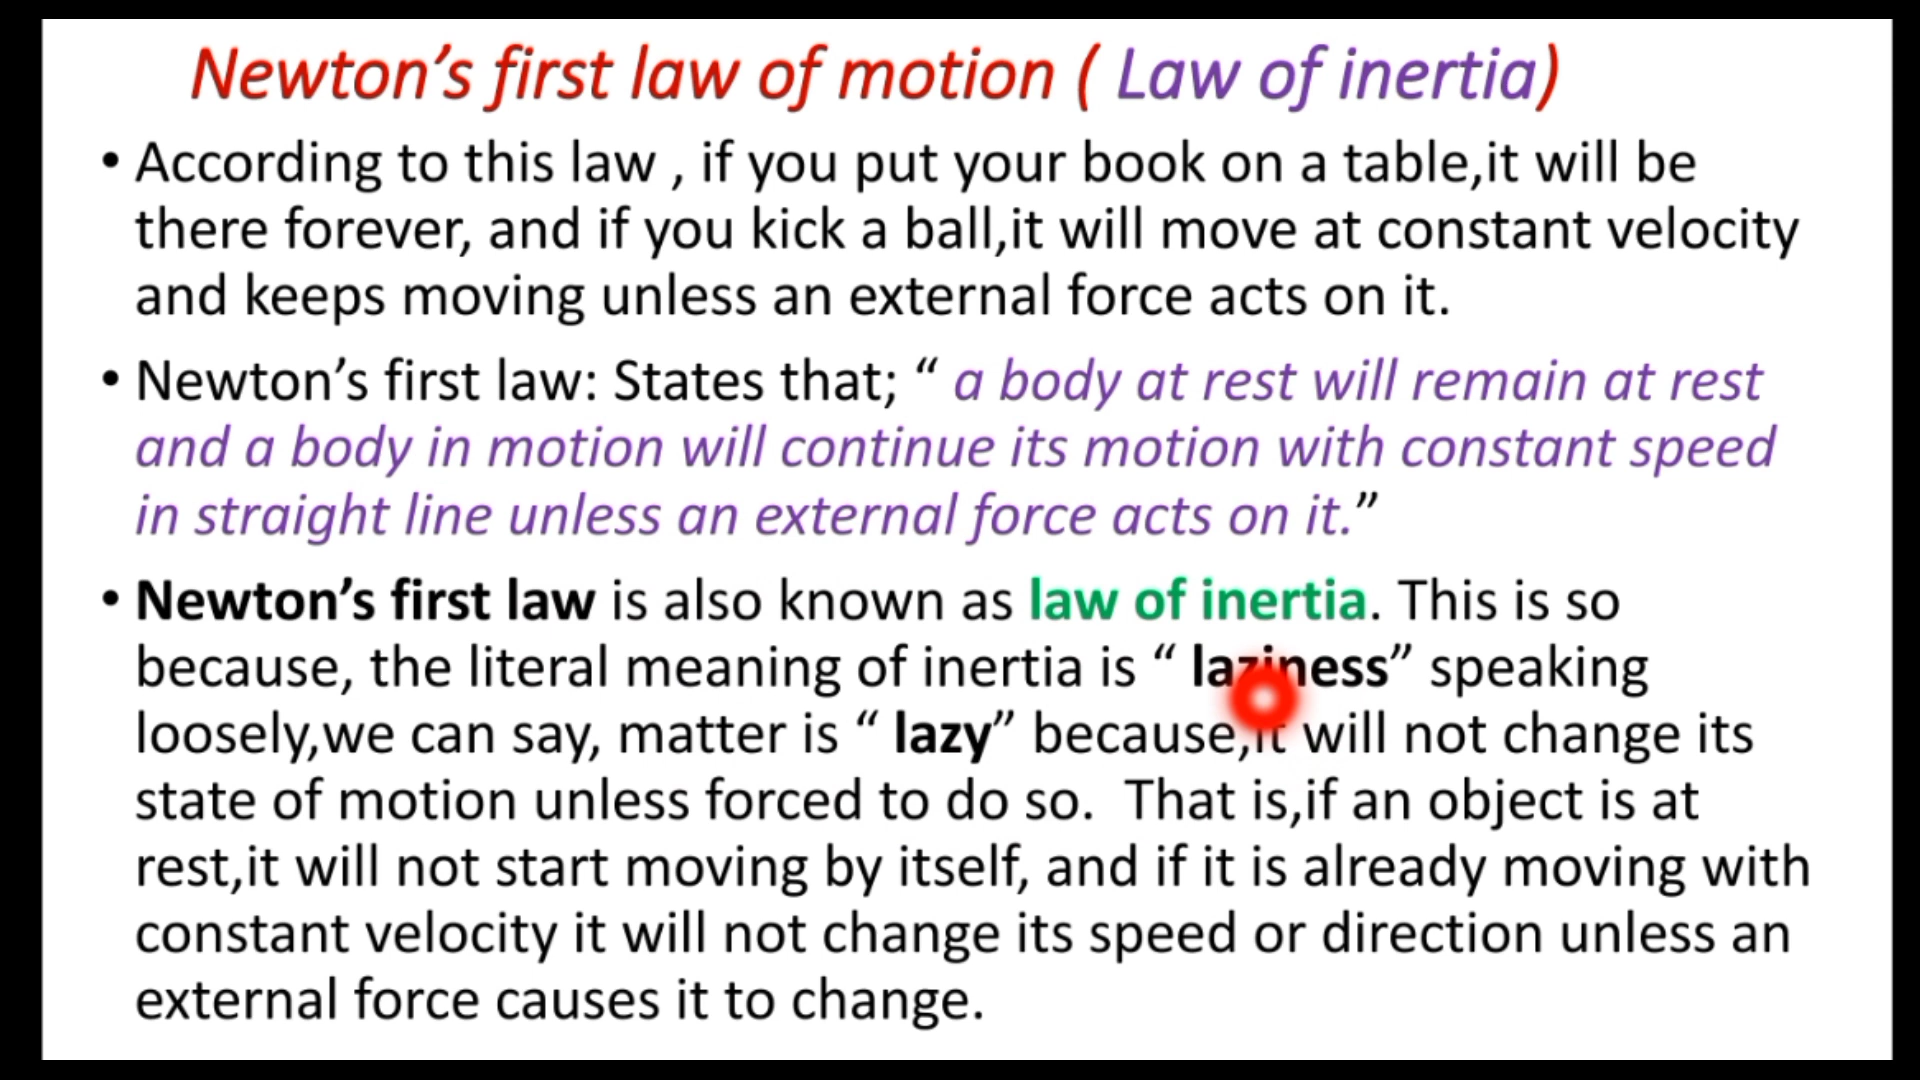 Newton’s first law of motion ( Law of inertia)
• According to this law , if you put your book on a table,it will be
there forever, and if you kick a ball,it will move at constant velocity
and keeps moving unless an external force acts on it.
• Newton’s first law: States that; “ a body at rest will remain at rest
and a body in motion will continue its motion with constant speed
in straight line unless an external force acts on it.”
• Newton’s first law is also known as law of inertia. This is so
because, the literal meaning of inertia is “ laziness” speaking
loosely,we can say, matter is “ lazy” because,it will not change its
state of motion unless forced to do so.  That is,if an object is at
rest,it will not start moving by itself, and if it is already moving with
constant velocity it will not change its speed or direction unless an
external force causes it to change.